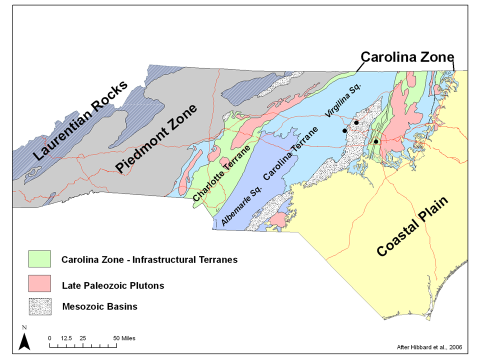 Carolina Zone
Laurentian Rocks
Piedmont Zone
Virgilina Sq.
Carolina Terrane
Charlotte Terrane
Albemarle Sq.
Coastal Plain
Carolina Zone - Infrastructural Terranes
Late Paleozoic Plutons
Mesozoic Basins
N
0 12.5 25 50 Miles
After Hibbard et al., 2006